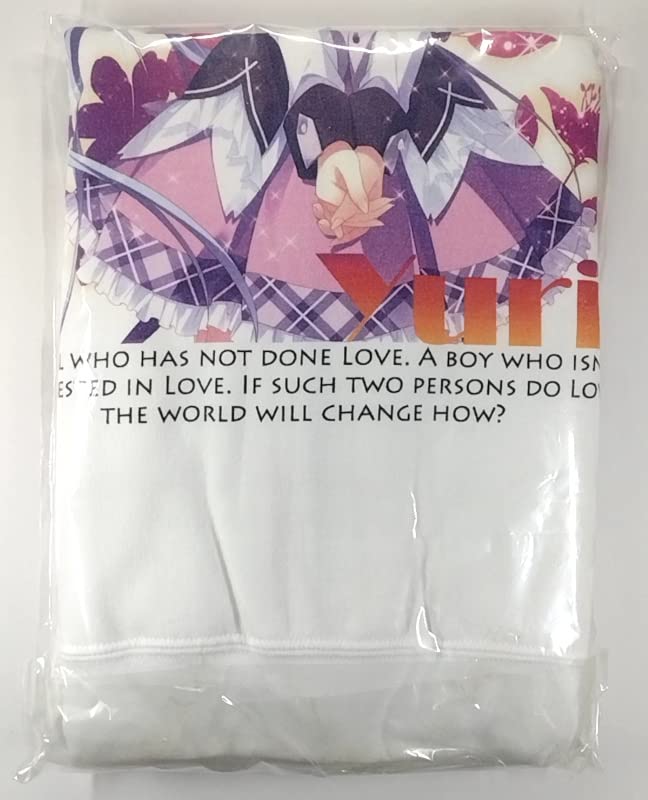 Yuri
L WHO HAS NOT DONE LOVE. A BOY WHO ISN
ED IN LOVE. IF SUCH TWO PERSONS DO LO
THE WORLD WILL CHANGE HOW?